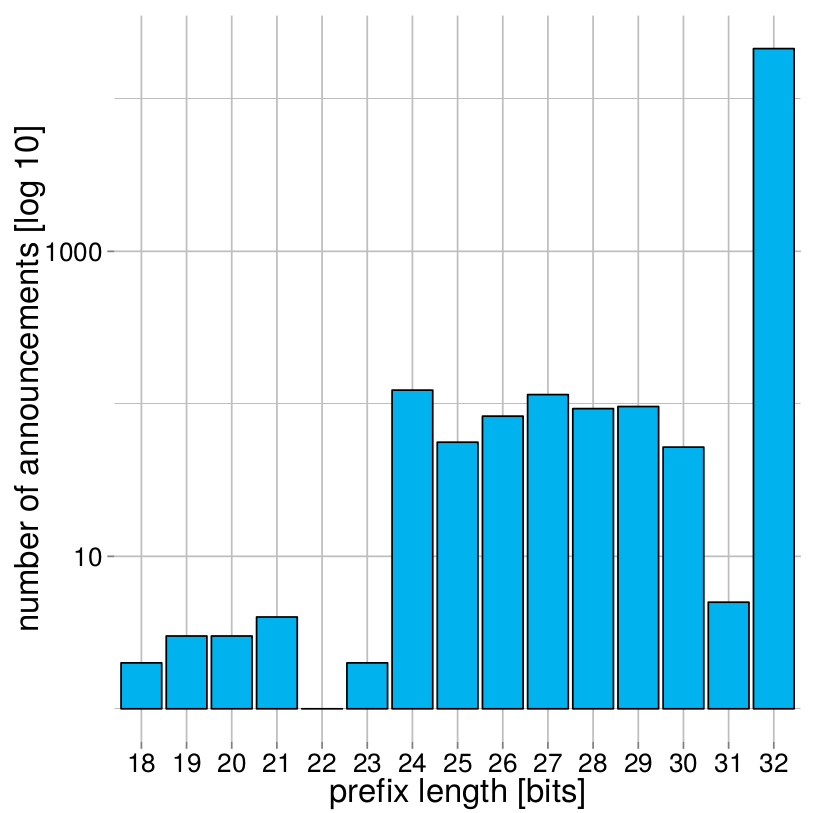 number of announcements [log 10]
1000
10
18 19 20 21 22 23 24 25 26 27 28 29 30 31 32
prefix length [bits]